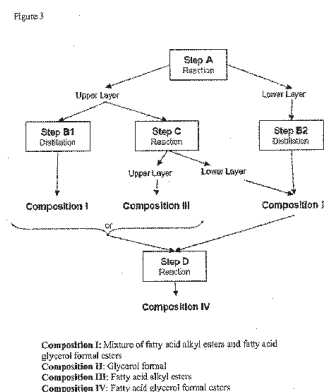 Figure 3
Step A
Reaction
Upper Layer
Lower Layer
Step B1
Distillation
Step C
Reaction
Step B2
Distillation
Upper Layer
Lower Layer
Composition I
Composition III
Composition
or
Step D
Reaction
Composition IV
Composition I: Mixture of fatty acid alkyl esters and fatty acid
glycerol formal esters
Composition II: Glycerol formal
Composition III: Fatty acid alkyl esters
Composition IV: Fatty acid glycerol formal esters